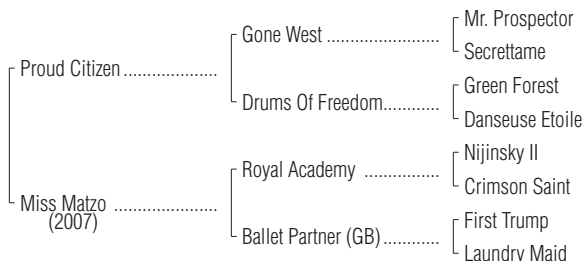 Mr. Prospector
Gone West ...................
Secrettame
Proud Citizen ....................
Green Forest
Drums Of Freedom............
Danseuse Etoile
Nijinsky II
Royal Academy ................
Crimson Saint
Miss Matzo ......................
(2007)
First Trump
Ballet Partner (GB)............
Laundry Maid